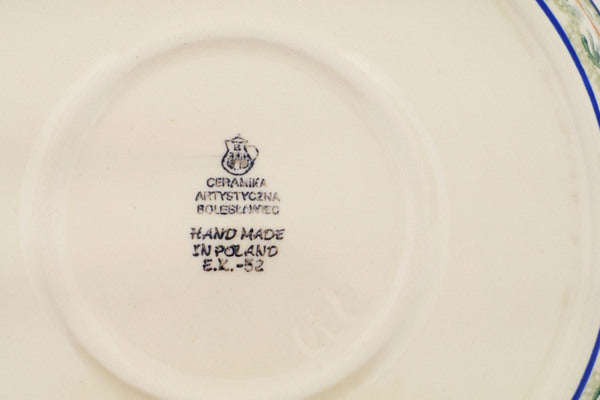 CERAMIKA
ARTYSTYCZNA
BOLESŁAWIEC
HAND MADE
IN POLAND
E.K.-52